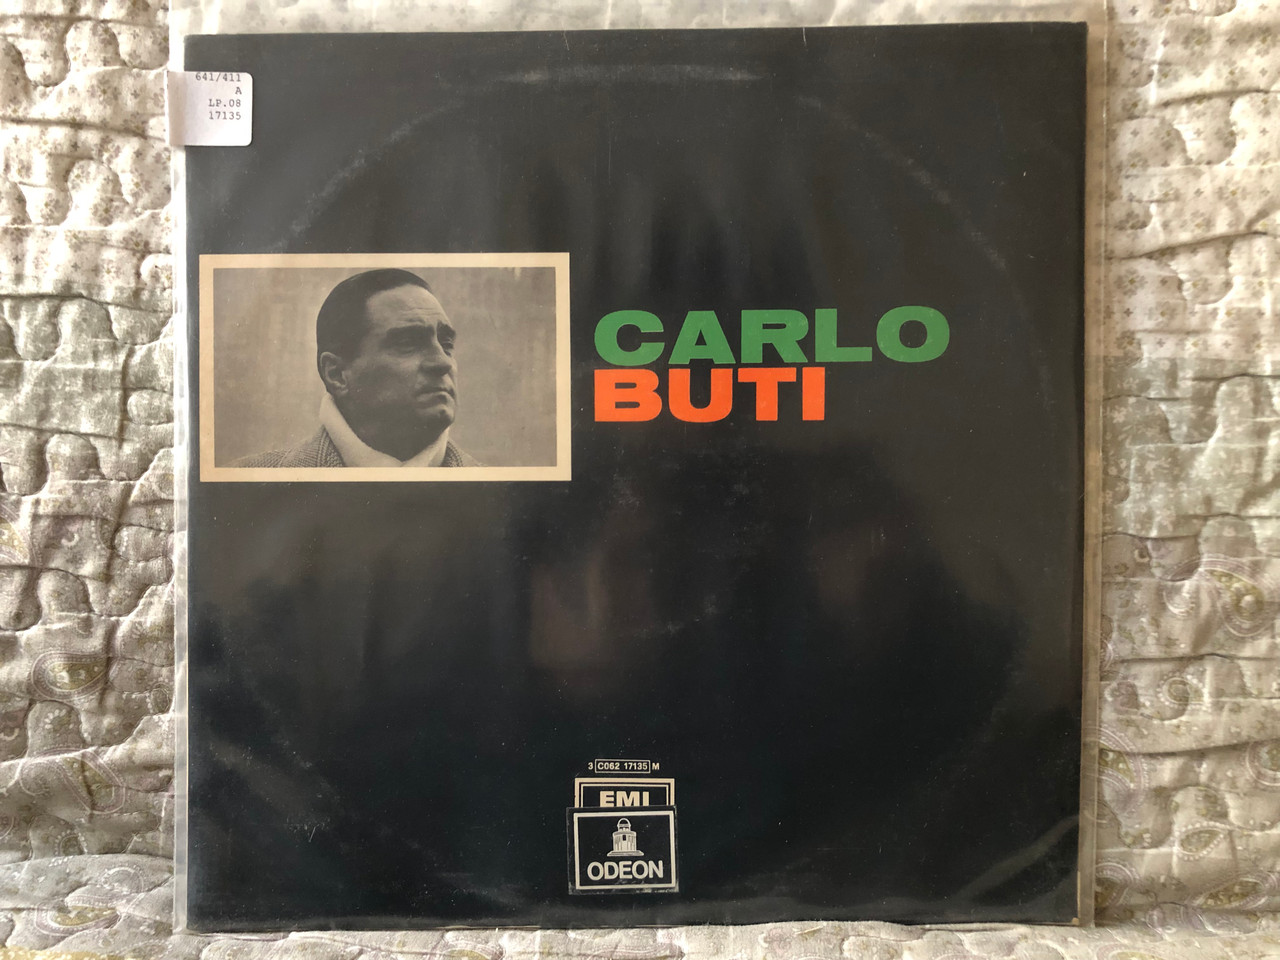 641/411
A
LP.08
17135
CARLO
BUTI
3 C062 17135 M
EMI
ODEON